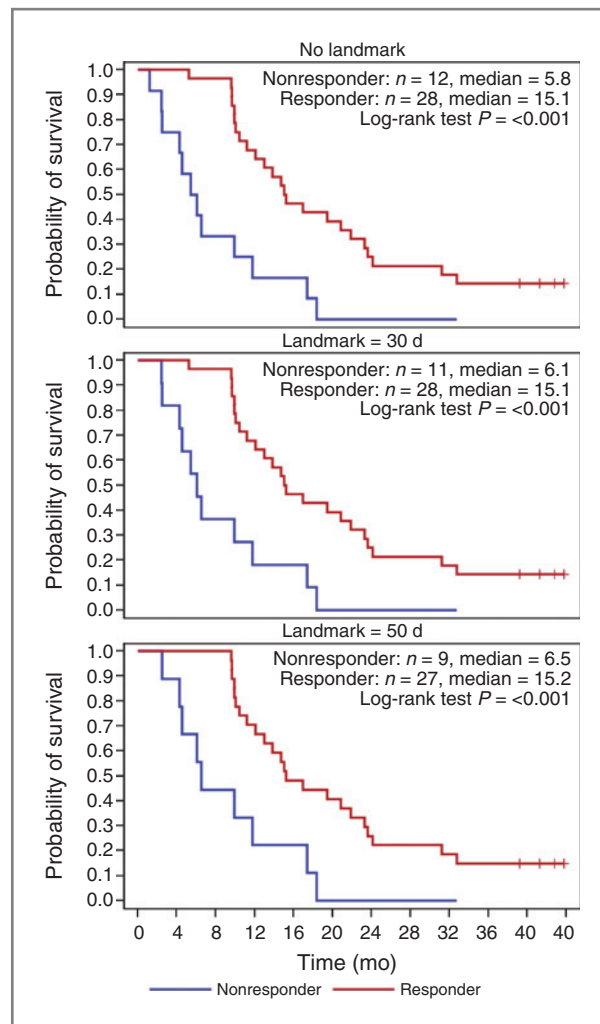 No landmark
Nonresponder: n = 12, median = 5.8
Responder: n = 28, median = 15.1
Log-rank test P = <0.001
Probability of survival
1.0
0.9
0.8
0.7
0.6
0.5
0.4
0.3
0.2
0.1
0.0
Landmark = 30 d
Nonresponder: n = 11, median = 6.1
Responder: n = 28, median = 15.1
Log-rank test P = <0.001
Probability of survival
1.0
0.9
0.8
0.7
0.6
0.5
0.4
0.3
0.2
0.1
0.0
Landmark = 50 d
Nonresponder: n = 9, median = 6.5
Responder: n = 27, median = 15.2
Log-rank test P = <0.001
Probability of survival
1.0
0.9
0.8
0.7
0.6
0.5
0.4
0.3
0.2
0.1
0.0
0 4 8 12 16 20 24 28 32 36 40 40
Time (mo)
Nonresponder Responder